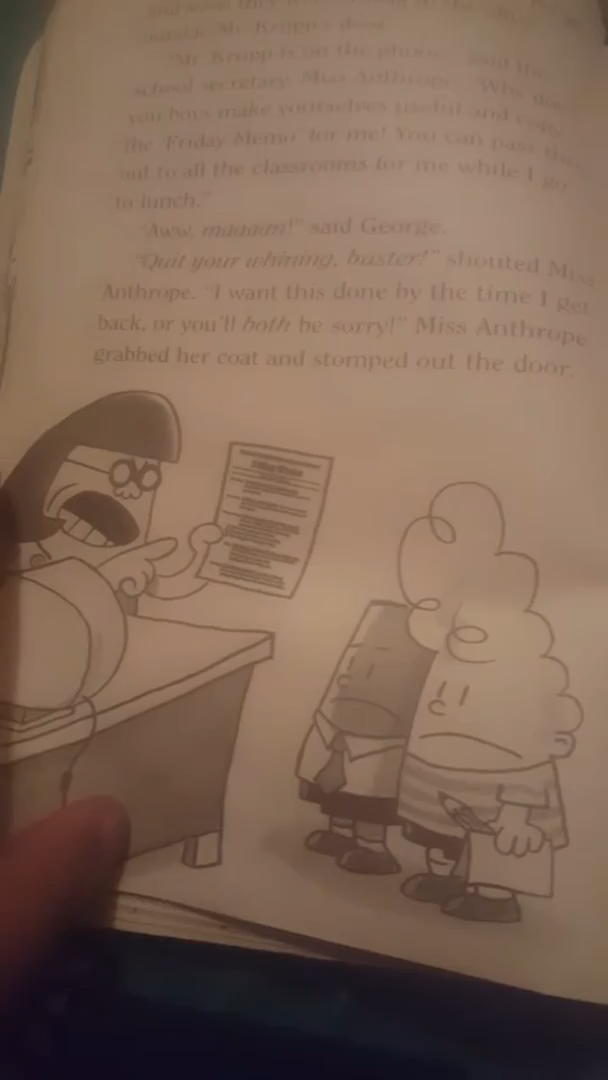 outside Mr. Krupp's door.
"Mr. Krupp is on the phone," said the
school secretary, Miss Anthrope. "Why don't
you boys make yourselves useful and copy
the 'Friday Memo' for me! You can pass them
out to all the classrooms for me while I go
to lunch."
"Aww, maaaan!" said George.
"Quit your whining, buster!" shouted Miss
Anthrope. "I want this done by the time I get
back, or you'll both be sorry!" Miss Anthrope
grabbed her coat and stomped out the door.